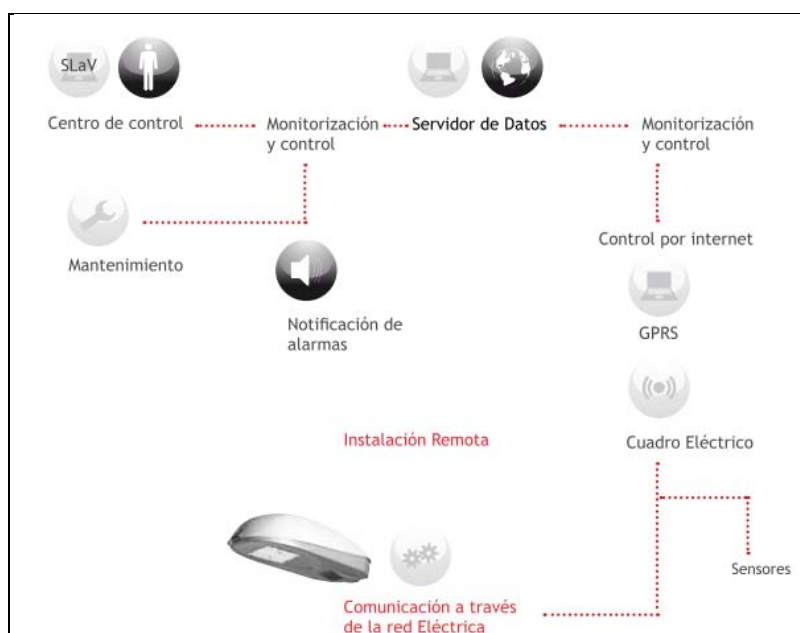 SLaV
Centro de control
Monitorización
y control
Servidor de Datos
Monitorización
y control
Mantenimiento
Control por internet
Notificación de
alarmas
GPRS
Instalación Remota
Cuadro Eléctrico
Sensores
Comunicación a través
de la red Eléctrica